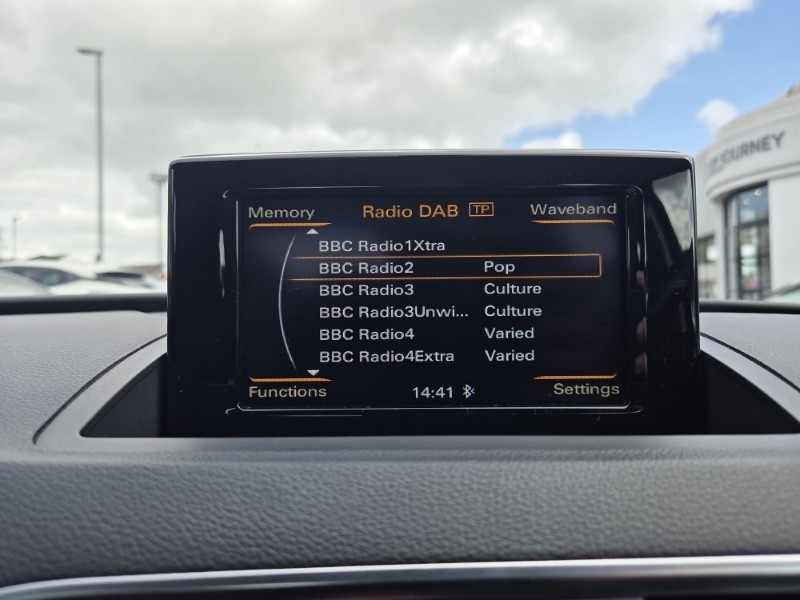 JOURNEY
Memory Radio DAB TP Waveband
BBC Radio1Xtra
BBC Radio2 Pop
BBC Radio3 Culture
BBC Radio3Unwi... Culture
BBC Radio4 Varied
BBC Radio4Extra Varied
Functions 14:41 Settings